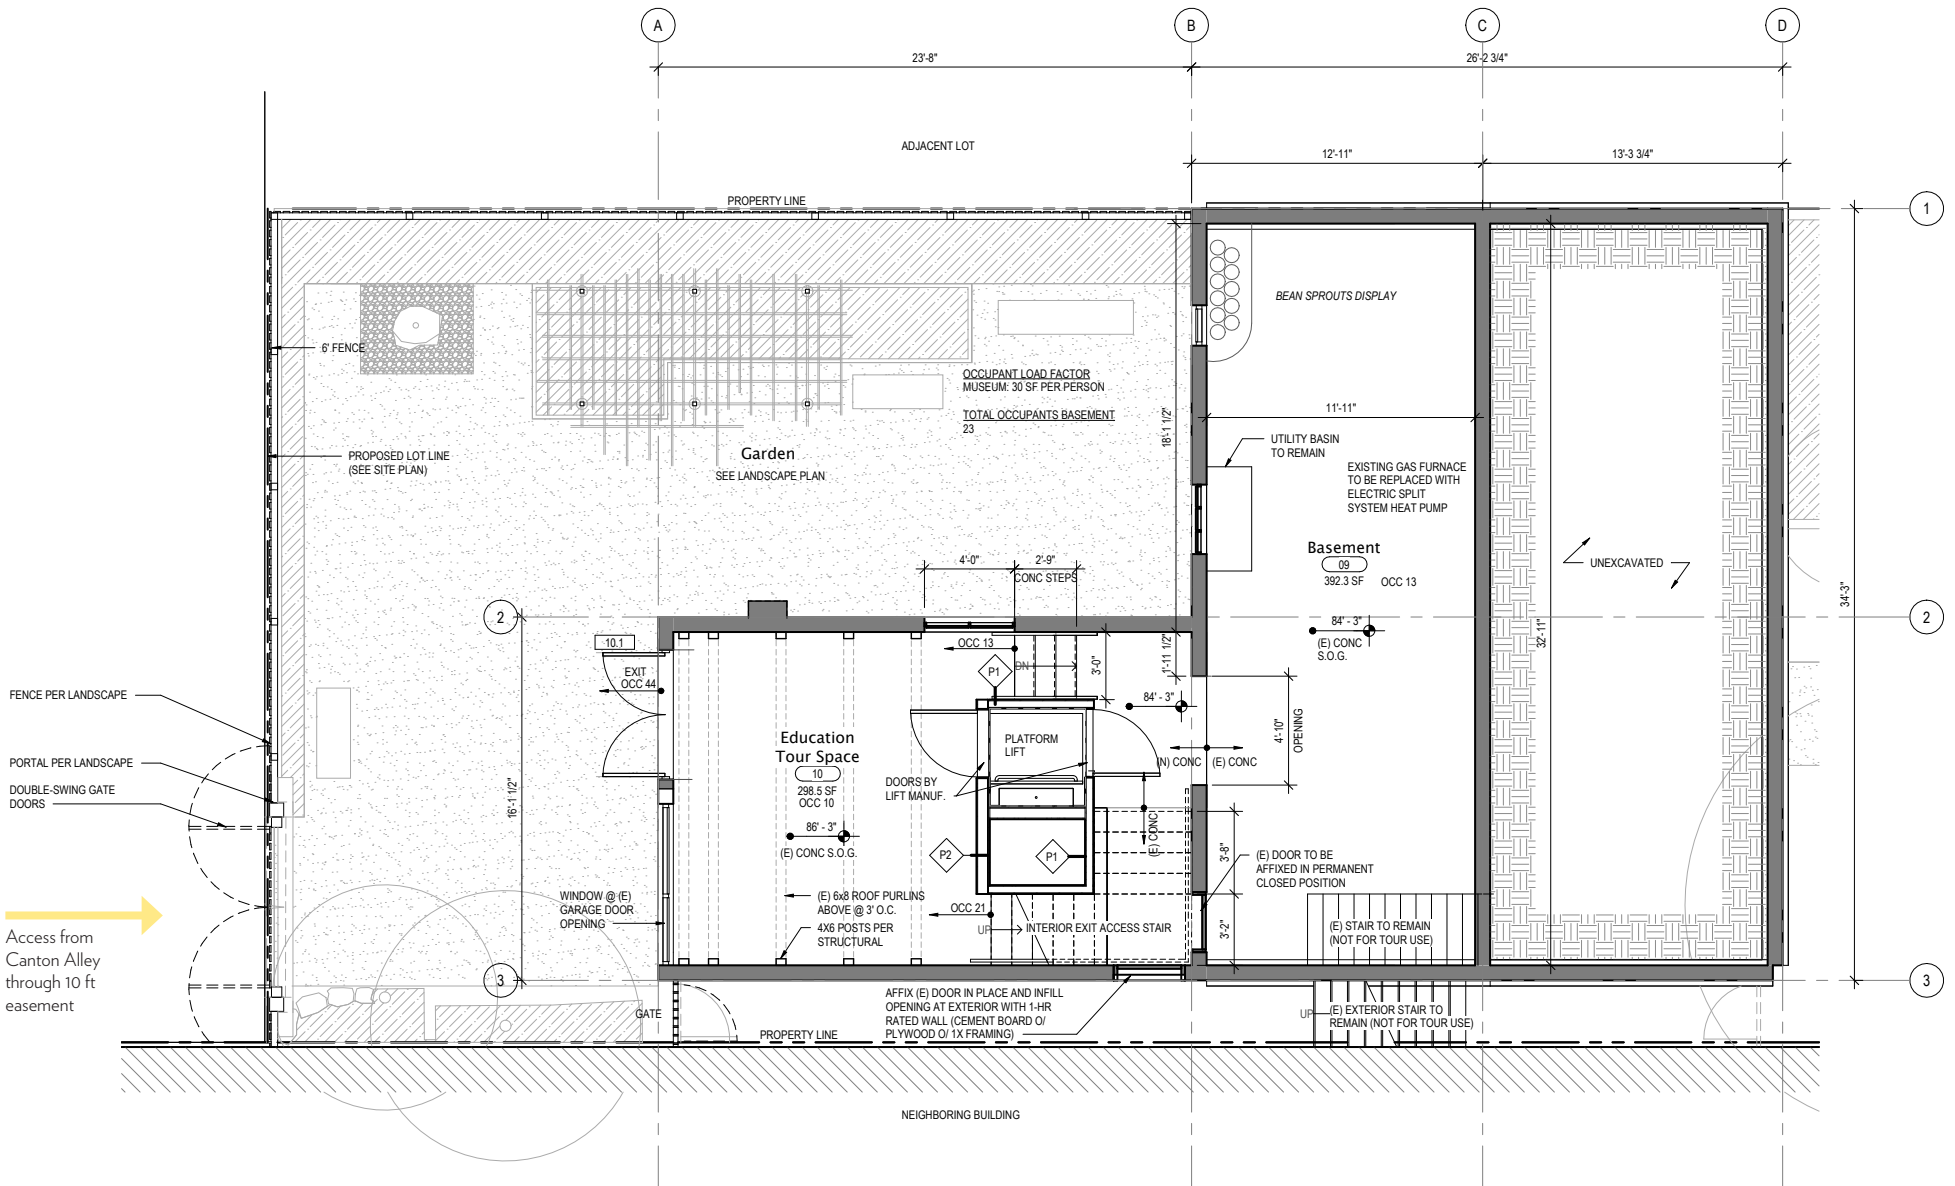 A
B
C
D
23'-8"
26'-2 3/4"
ADJACENT LOT
12'-11"
13'-3 3/4"
PROPERTY LINE
1
6' FENCE
BEAN SPROUTS DISPLAY
OCCUPANT LOAD FACTOR
MUSEUM: 30 SF PER PERSON
TOTAL OCCUPANTS BASEMENT
23
18'-1 1/2"
11'-11"
PROPOSED LOT LINE
(SEE SITE PLAN)
Garden
SEE LANDSCAPE PLAN
UTILITY BASIN
TO REMAIN
EXISTING GAS FURNACE
TO BE REPLACED WITH
ELECTRIC SPLIT
SYSTEM HEAT PUMP
Basement
09
392.3 SF
OCC 13
UNEXCAVATED
34'-3"
4'-0"
2'-9"
CONC STEPS
2
2
84' - 3"
(E) CONC
S.O.G.
32'-11"
10.1
EXIT
OCC 44
OCC 13
P1
DN
3'-0"
1'-11 1/2"
84' - 3"
4'-10"
OPENING
FENCE PER LANDSCAPE
PORTAL PER LANDSCAPE
DOUBLE-SWING GATE
DOORS
16'-1 1/2"
Education
Tour Space
10
298.5 SF
OCC 10
86' - 3"
(E) CONC S.O.G.
PLATFORM
LIFT
DOORS BY
LIFT MANUF.
(N) CONC
(E) CONC
(E) CONC
P2
P1
3'-8"
3'-2"
(E) DOOR TO BE
AFFIXED IN PERMANENT
CLOSED POSITION
WINDOW @ (E)
GARAGE DOOR
OPENING
(E) 6x8 ROOF PURLINS
ABOVE @ 3' O.C.
4X6 POSTS PER
STRUCTURAL
OCC 21
UP
INTERIOR EXIT ACCESS STAIR
(E) STAIR TO REMAIN
(NOT FOR TOUR USE)
Access from
Canton Alley
through 10 ft
easement
3
3
GATE
PROPERTY LINE
AFFIX (E) DOOR IN PLACE AND INFILL
OPENING AT EXTERIOR WITH 1-HR
RATED WALL (CEMENT BOARD O/
PLYWOOD O/ 1X FRAMING)
UP
(E) EXTERIOR STAIR TO
REMAIN (NOT FOR TOUR USE)
NEIGHBORING BUILDING